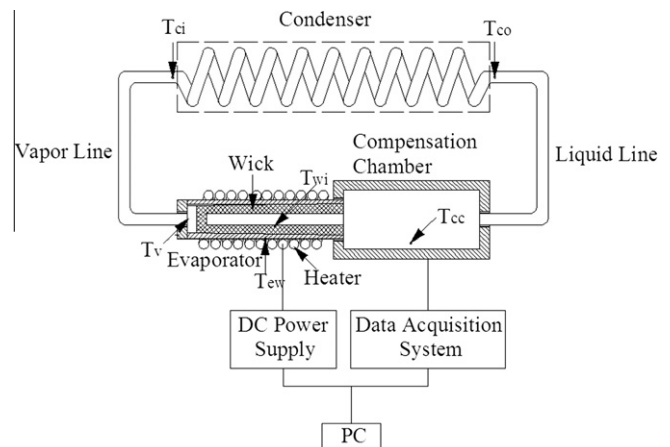 Condenser
Tci
Tco
Vapor Line
Wick
Twi
Compensation
Chamber
Liquid Line
Tcc
Tv
Evaporator
Tew
Heater
DC Power
Supply
Data Acquisition
System
PC